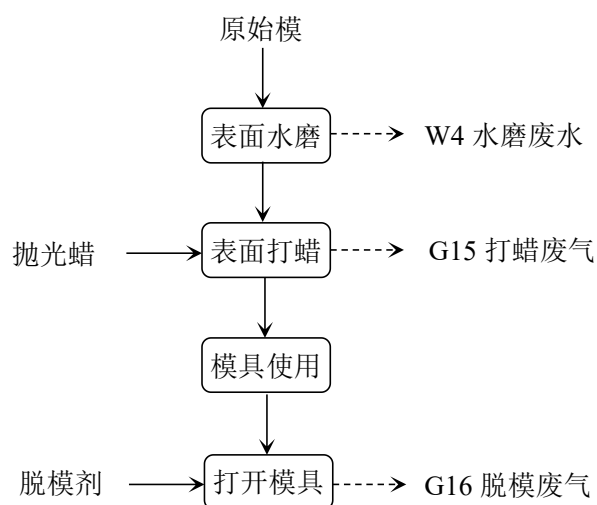 原始模
表面水磨
W4 水磨废水
抛光蜡
表面打蜡
G15 打蜡废气
模具使用
脱模剂
打开模具
G16 脱模废气